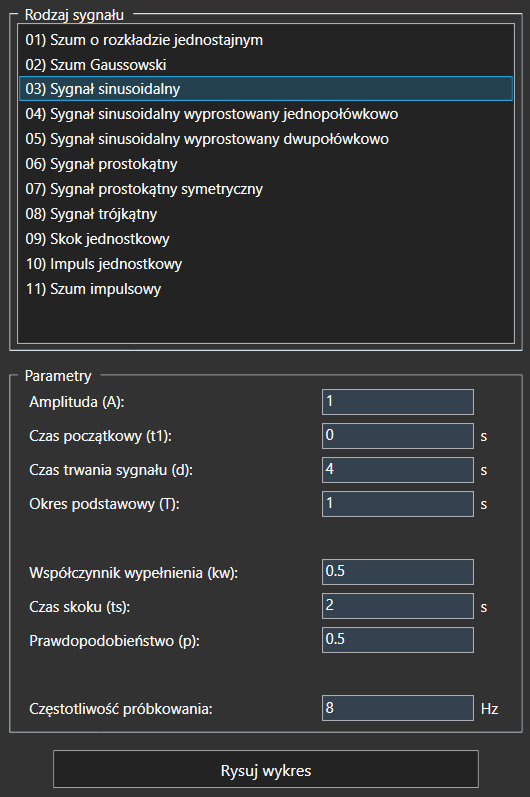 Rodzaj sygnału
01) Szum o rozkładzie jednostajnym
02) Szum Gaussowski
03) Sygnał sinusoidalny
04) Sygnał sinusoidalny wyprostowany jednopołówkowo
05) Sygnał sinusoidalny wyprostowany dwupołówkowo
06) Sygnał prostokątny
07) Sygnał prostokątny symetryczny
08) Sygnał trójkątny
09) Skok jednostkowy
10) Impuls jednostkowy
11) Szum impulsowy
Parametry
Amplituda (A): 1
Czas początkowy (t1): 0 s
Czas trwania sygnału (d): 4 s
Okres podstawowy (T): 1 s
Współczynnik wypełnienia (kw): 0.5
Czas skoku (ts): 2 s
Prawdopodobieństwo (p): 0.5
Częstotliwość próbkowania: 8 Hz
Rysuj wykres